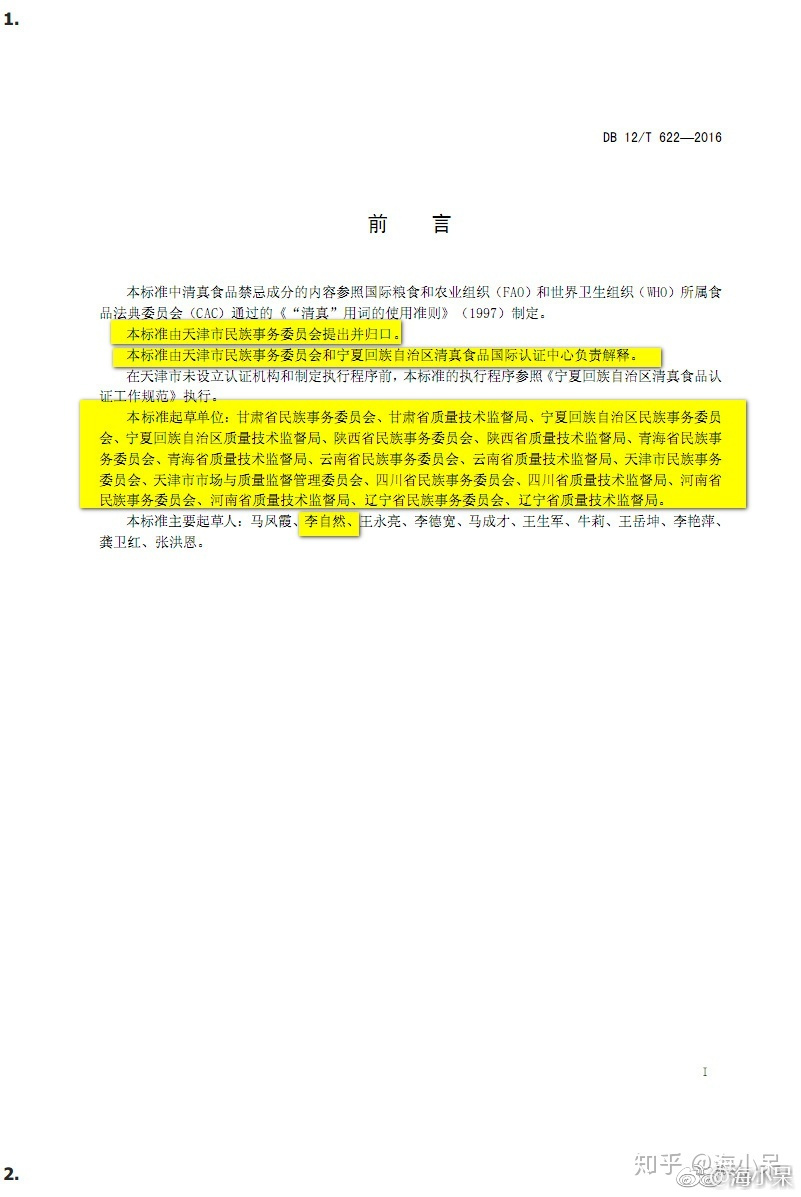 1.
DB 12/T 622—2016
前 言
本标准中清真食品禁忌成分的内容参照国际粮食和农业组织（FAO）和世界卫生组织（WHO）所属食
品法典委员会（CAC）通过的《“清真”用词的使用准则》（1997）制定。
本标准由天津市民族事务委员会提出并归口。
本标准由天津市民族事务委员会和宁夏回族自治区清真食品国际认证中心负责解释。
在天津市未设立认证机构和制定执行程序前，本标准的执行程序参照《宁夏回族自治区清真食品认
证工作规范》执行。
本标准起草单位：甘肃省民族事务委员会、甘肃省质量技术监督局、宁夏回族自治区民族事务委员
会、宁夏回族自治区质量技术监督局、陕西省民族事务委员会、陕西省质量技术监督局、青海省民族事
务委员会、青海省质量技术监督局、云南省民族事务委员会、云南省质量技术监督局、天津市民族事务
委员会、天津市市场与质量监督管理委员会、四川省民族事务委员会、四川省质量技术监督局、河南省
民族事务委员会、河南省质量技术监督局、辽宁省民族事务委员会、辽宁省质量技术监督局。
本标准主要起草人：马凤霞、李自然、王永亮、李德宽、马成才、王生军、牛莉、王岳坤、李艳萍、
龚卫红、张洪恩。
I
2.
知乎 @海小呆
@海小呆